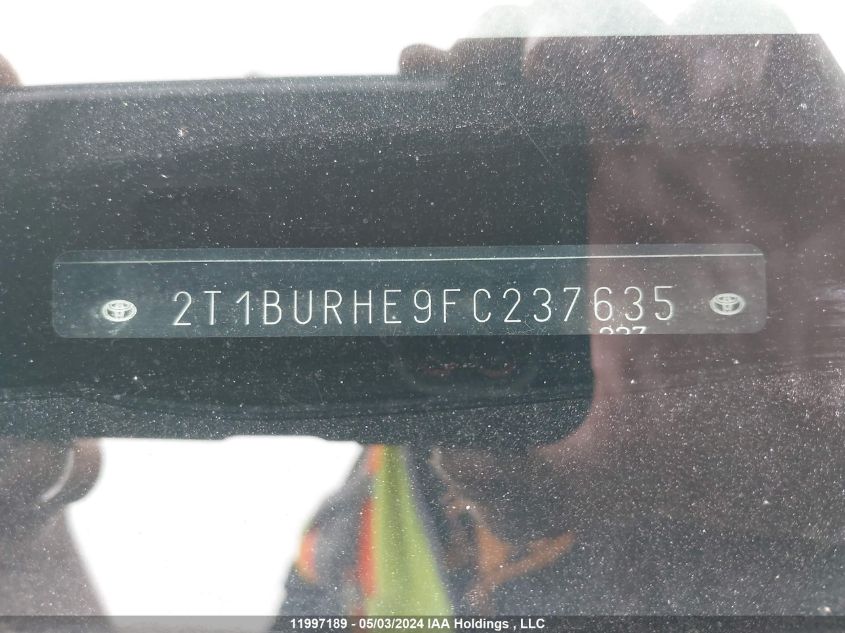 2T1BURHE9FC237635
11997189 - 05/03/2024 IAA Holdings , LLC